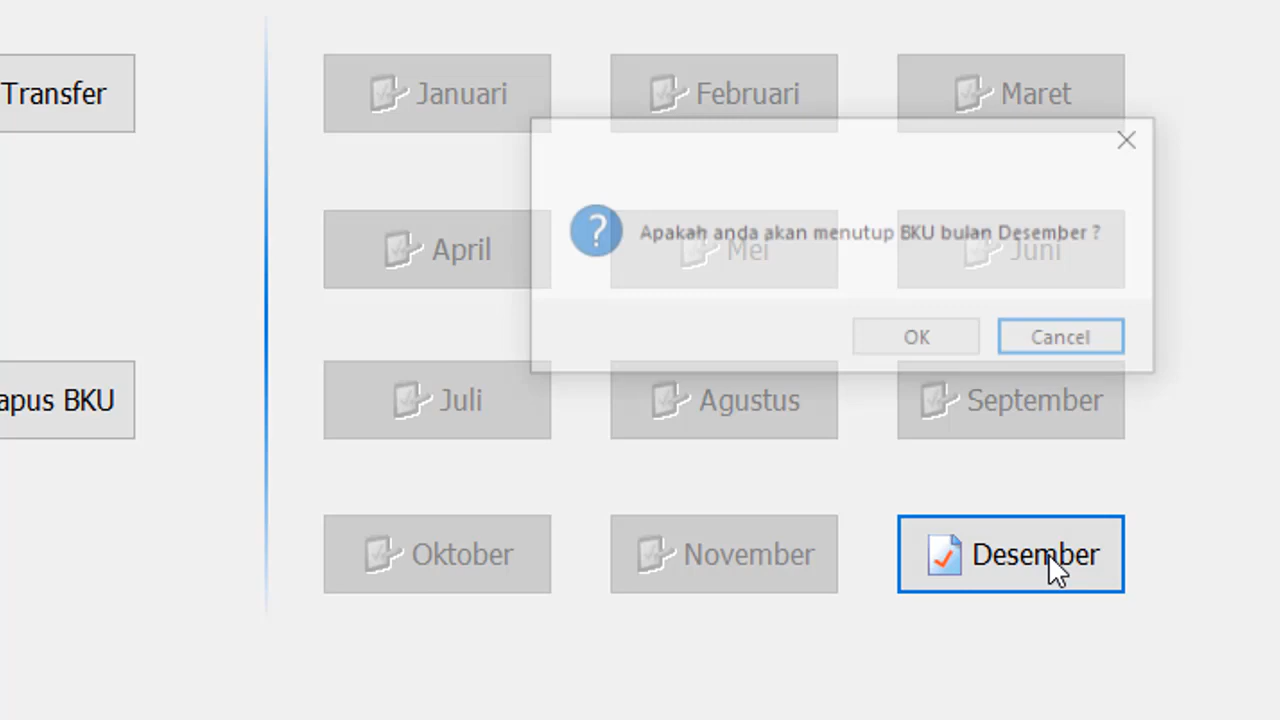 Transfer
Januari
Februari
Maret
Apakah anda akan menutup BKU bulan Desember ?
April
Mei
Juni
OK
Cancel
apus BKU
Juli
Agustus
September
Oktober
November
Desember